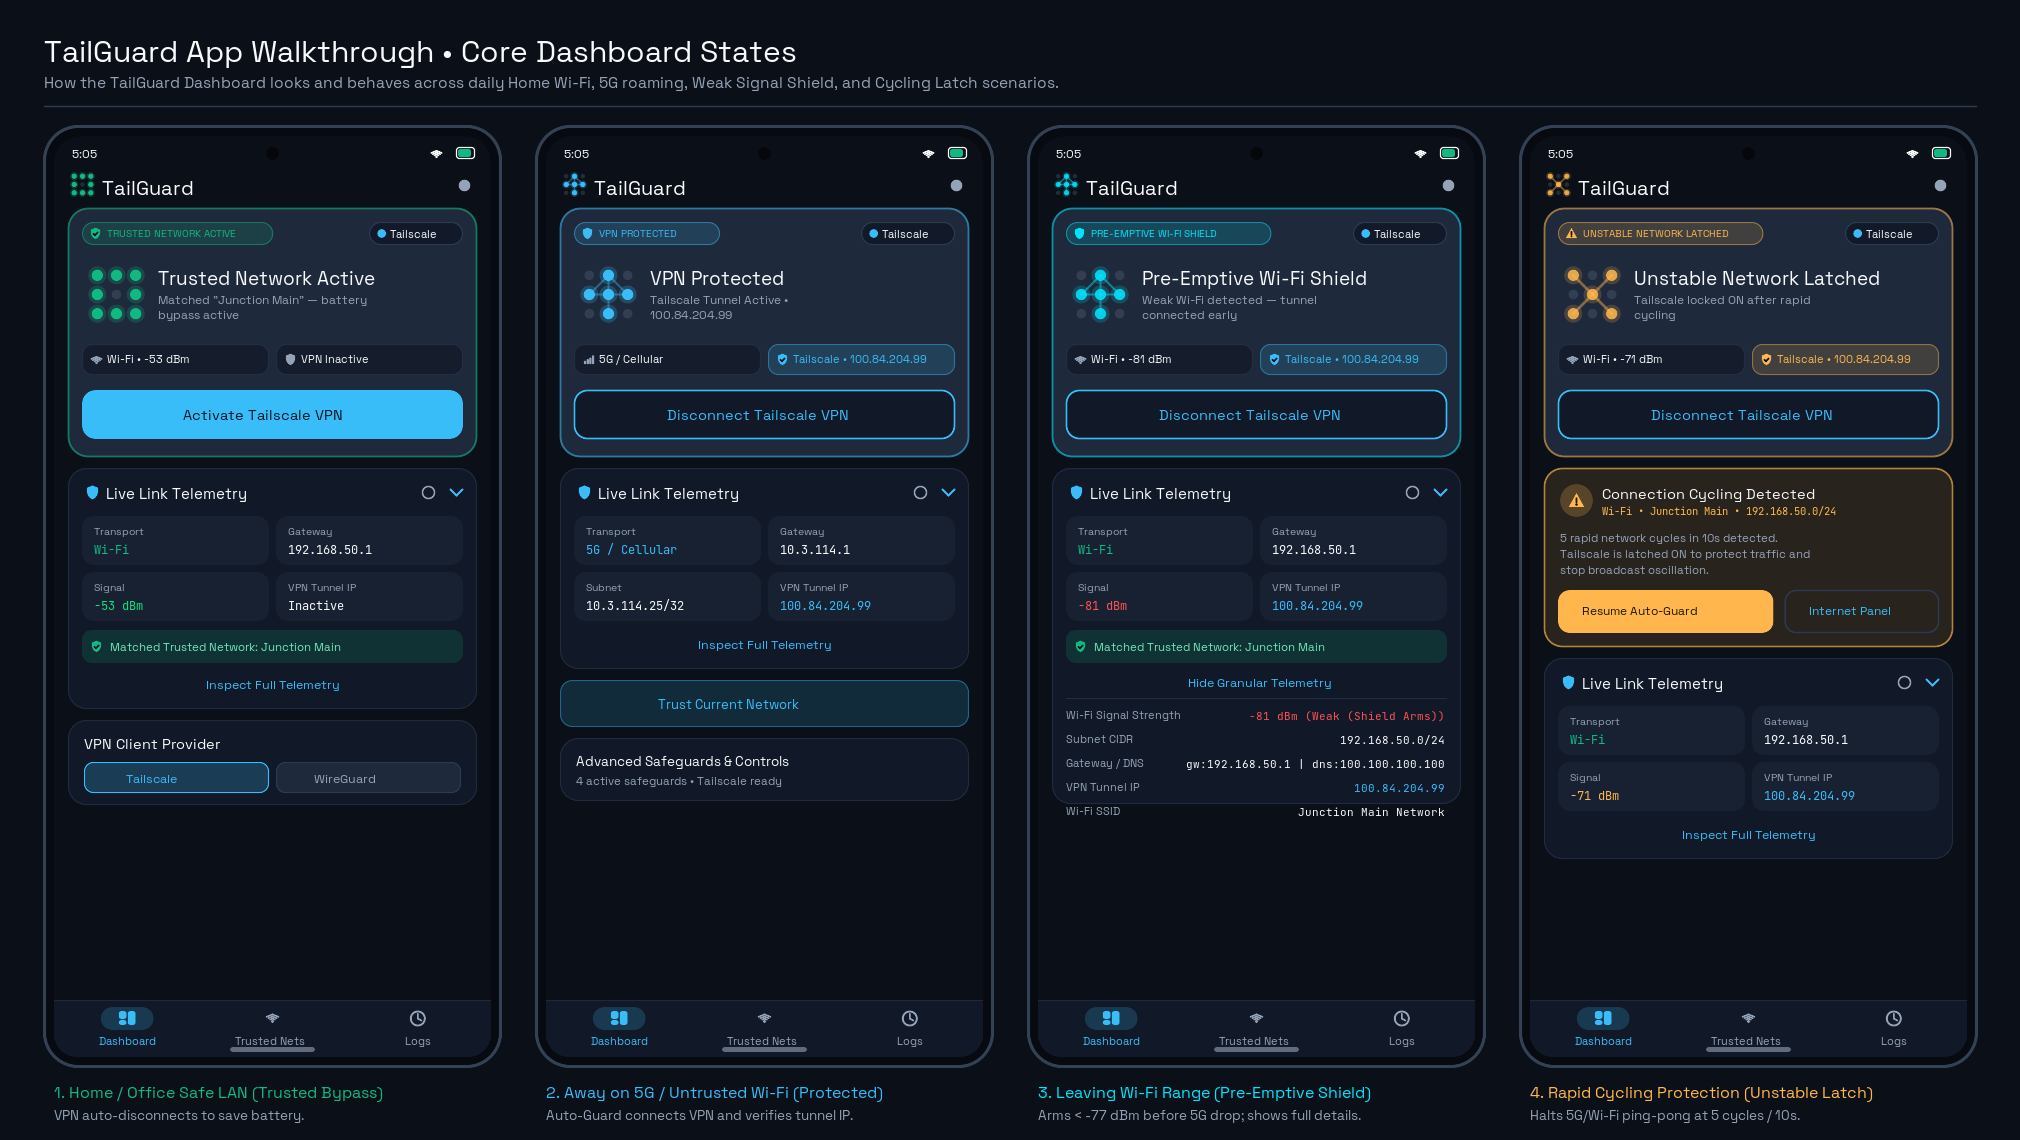 TailGuard App Walkthrough • Core Dashboard States
How the TailGuard Dashboard looks and behaves across daily Home Wi-Fi, 5G roaming, Weak Signal Shield, and Cycling Latch scenarios.
5:05
TailGuard
TRUSTED NETWORK ACTIVE
Tailscale
Trusted Network Active
Matched "Junction Main" — battery
bypass active
Wi-Fi • -53 dBm
VPN Inactive
Activate Tailscale VPN
Live Link Telemetry
Transport
Wi-Fi
Gateway
192.168.50.1
Signal
-53 dBm
VPN Tunnel IP
Inactive
Matched Trusted Network: Junction Main
Inspect Full Telemetry
VPN Client Provider
Tailscale
WireGuard
Dashboard
Trusted Nets
Logs
1. Home / Office Safe LAN (Trusted Bypass)
VPN auto-disconnects to save battery.
5:05
TailGuard
VPN PROTECTED
Tailscale
VPN Protected
Tailscale Tunnel Active •
100.84.204.99
5G / Cellular
Tailscale • 100.84.204.99
Disconnect Tailscale VPN
Live Link Telemetry
Transport
5G / Cellular
Gateway
10.3.114.1
Subnet
10.3.114.25/32
VPN Tunnel IP
100.84.204.99
Inspect Full Telemetry
Trust Current Network
Advanced Safeguards & Controls
4 active safeguards • Tailscale ready
Dashboard
Trusted Nets
Logs
2. Away on 5G / Untrusted Wi-Fi (Protected)
Auto-Guard connects VPN and verifies tunnel IP.
5:05
TailGuard
PRE-EMPTIVE WI-FI SHIELD
Tailscale
Pre-Emptive Wi-Fi Shield
Weak Wi-Fi detected — tunnel
connected early
Wi-Fi • -81 dBm
Tailscale • 100.84.204.99
Disconnect Tailscale VPN
Live Link Telemetry
Transport
Wi-Fi
Gateway
192.168.50.1
Signal
-81 dBm
VPN Tunnel IP
100.84.204.99
Matched Trusted Network: Junction Main
Hide Granular Telemetry
Wi-Fi Signal Strength -81 dBm (Weak (Shield Arms))
Subnet CIDR 192.168.50.0/24
Gateway / DNS gw:192.168.50.1 | dns:100.100.100.100
VPN Tunnel IP 100.84.204.99
Wi-Fi SSID Junction Main Network
Dashboard
Trusted Nets
Logs
3. Leaving Wi-Fi Range (Pre-Emptive Shield)
Arms < -77 dBm before 5G drop; shows full details.
5:05
TailGuard
UNSTABLE NETWORK LATCHED
Tailscale
Unstable Network Latched
Tailscale locked ON after rapid
cycling
Wi-Fi • -71 dBm
Tailscale • 100.84.204.99
Disconnect Tailscale VPN
Connection Cycling Detected
Wi-Fi • Junction Main • 192.168.50.0/24
5 rapid network cycles in 10s detected.
Tailscale is latched ON to protect traffic and
stop broadcast oscillation.
Resume Auto-Guard
Internet Panel
Live Link Telemetry
Transport
Wi-Fi
Gateway
192.168.50.1
Signal
-71 dBm
VPN Tunnel IP
100.84.204.99
Inspect Full Telemetry
Dashboard
Trusted Nets
Logs
4. Rapid Cycling Protection (Unstable Latch)
Halts 5G/Wi-Fi ping-pong at 5 cycles / 10s.